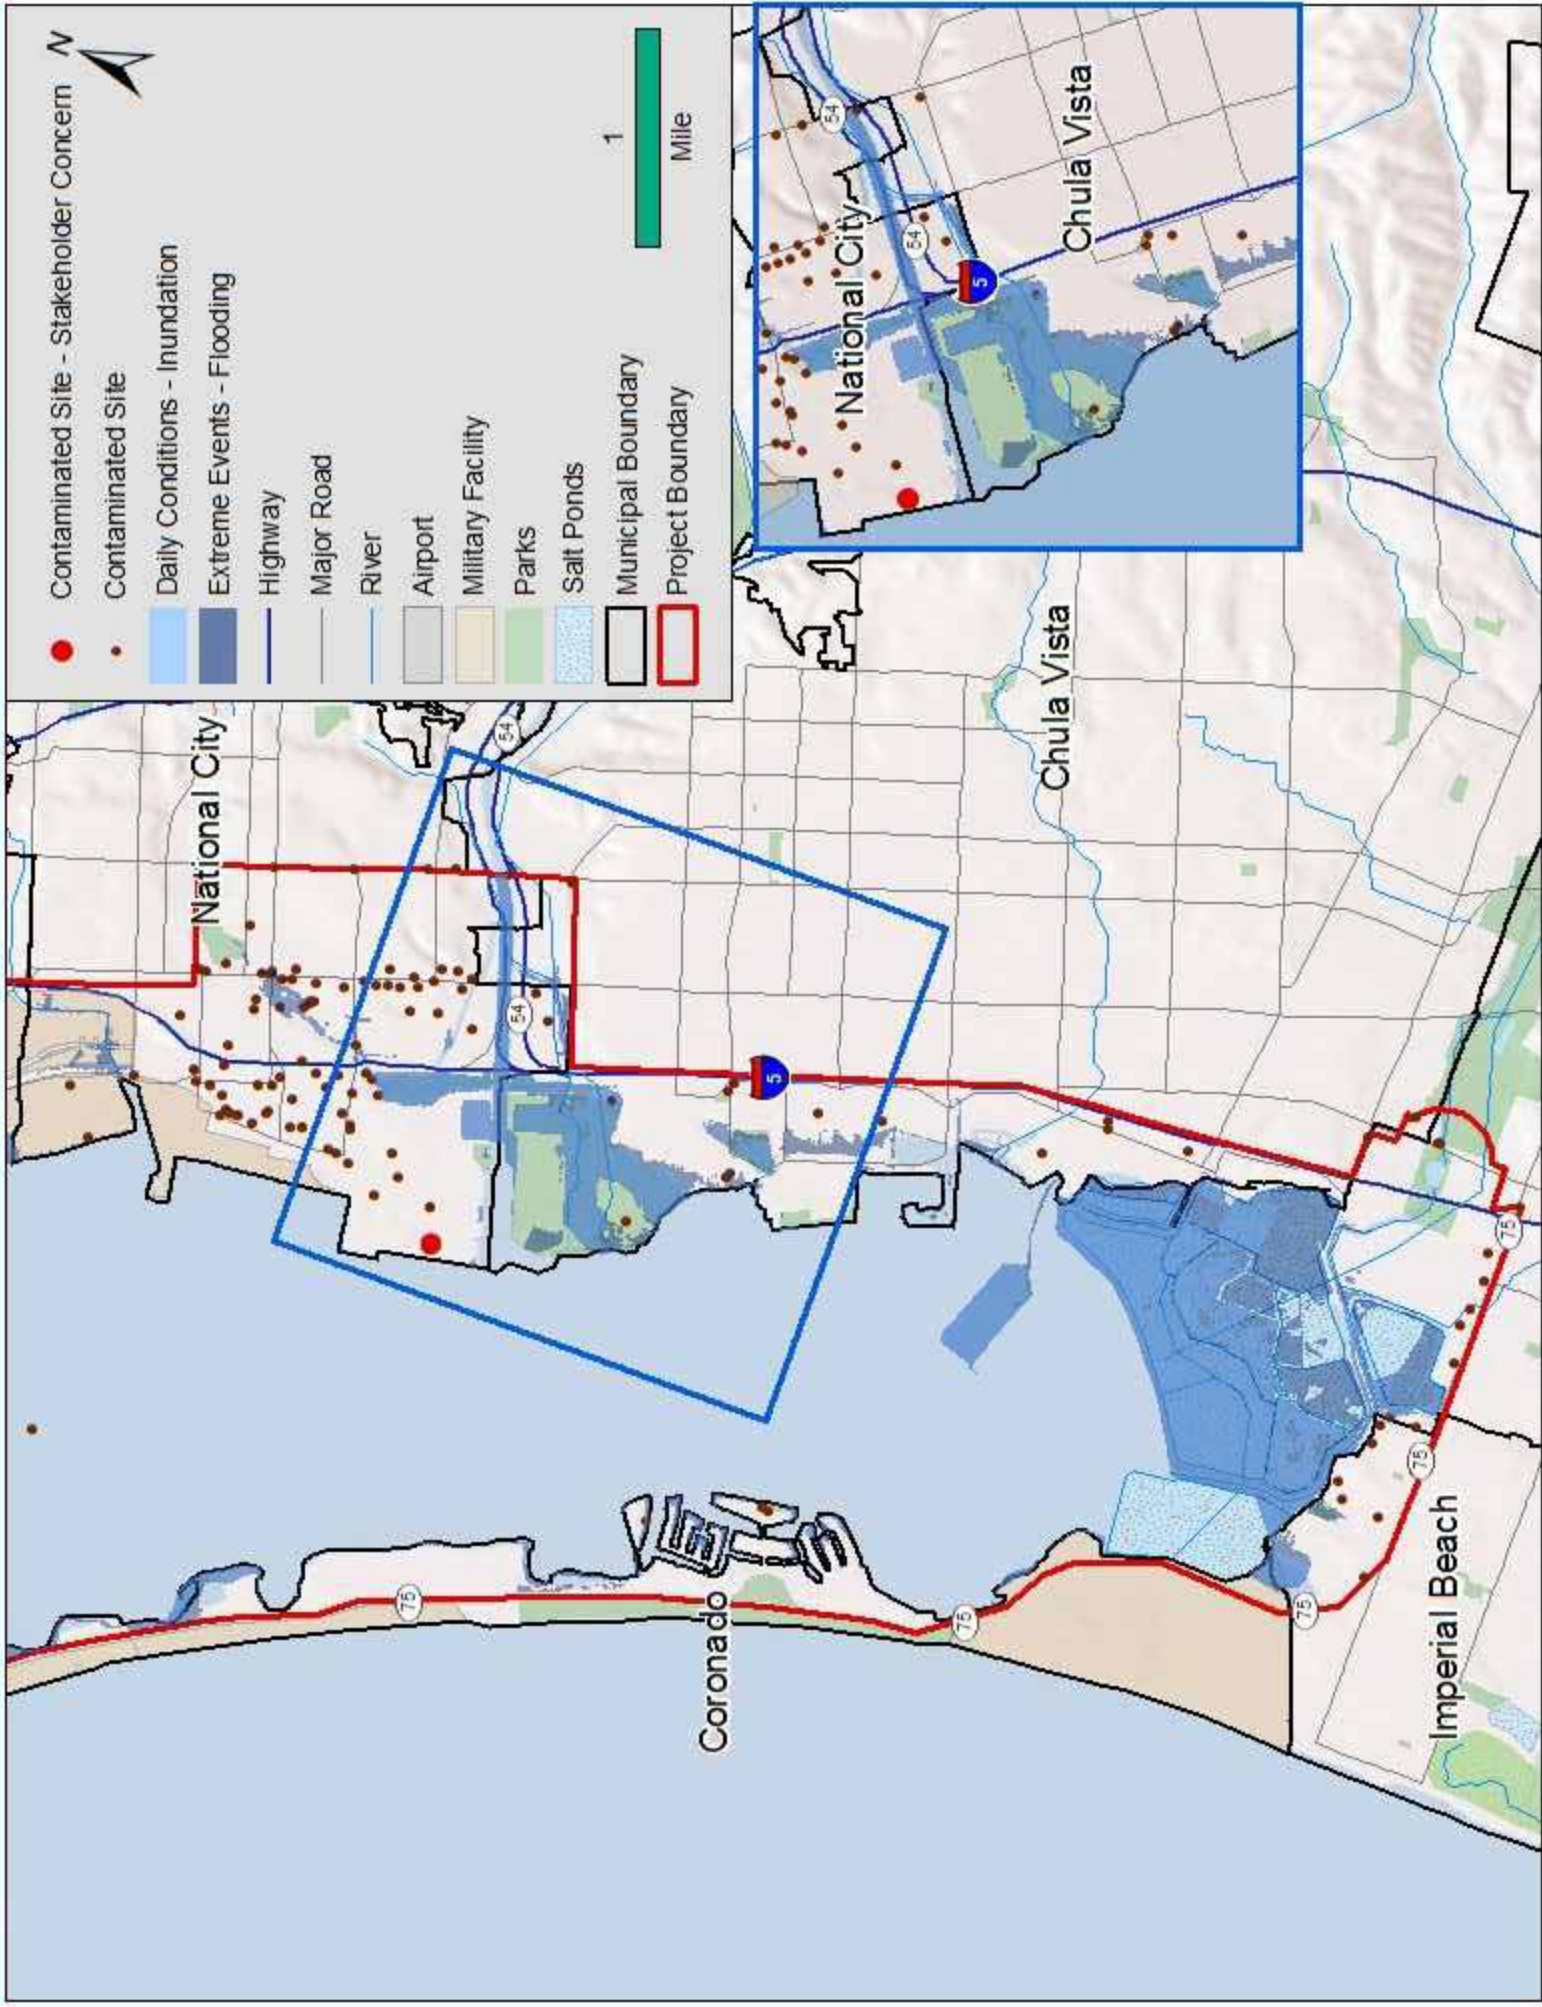 N
Contaminated Site - Stakeholder Concern
Contaminated Site
Daily Conditions - Inundation
Extreme Events - Flooding
Highway
Major Road
River
Airport
Military Facility
Parks
Salt Ponds
Municipal Boundary
Project Boundary
1
Mile
National City
54
54
5
Chula Vista
National City
54
54
5
Chula Vista
Coronado
75
75
75
75
75
Imperial Beach